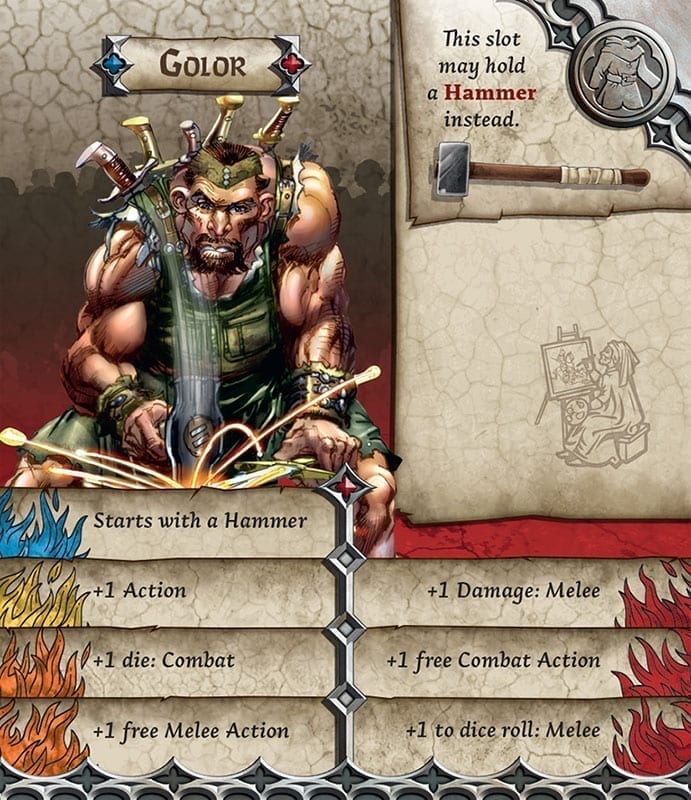 Golor
This slot
may hold
a Hammer
instead.
Starts with a Hammer
+1 Action
+1 die: Combat
+1 free Melee Action
+1 Damage: Melee
+1 free Combat Action
+1 to dice roll: Melee